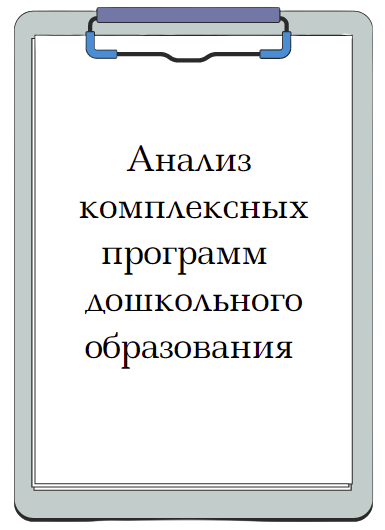 Анализ
комплексных
программ
дошкольного
образования